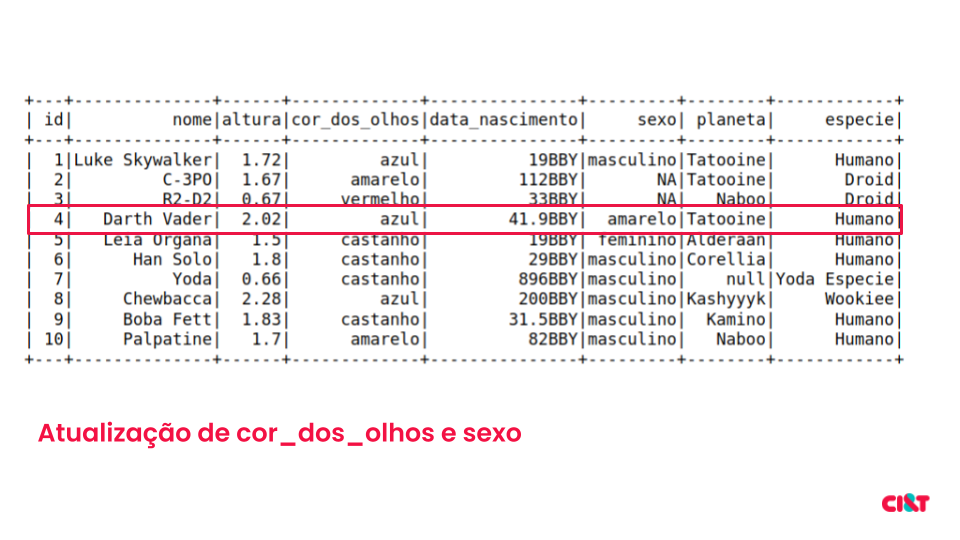 +---+--------------+------+-------------+---------------+---------+--------+------------+
| id|          nome|altura|cor_dos_olhos|data_nascimento|     sexo| planeta|     especie|
+---+--------------+------+-------------+---------------+---------+--------+------------+
|  1|Luke Skywalker|  1.72|         azul|          19BBY|masculino|Tatooine|      Humano|
|  2|         C-3PO|  1.67|      amarelo|         112BBY|       NA|Tatooine|       Droid|
|  3|         R2-D2|  0.67|     vermelho|          33BBY|       NA|   Naboo|       Droid|
|  4|   Darth Vader|  2.02|         azul|        41.9BBY|  amarelo|Tatooine|      Humano|
|  5|   Leia Organa|   1.5|     castanho|          19BBY| feminino|Alderaan|      Humano|
|  6|      Han Solo|   1.8|     castanho|          29BBY|masculino|Corellia|      Humano|
|  7|          Yoda|  0.66|     castanho|         896BBY|masculino|    null|Yoda Especie|
|  8|     Chewbacca|  2.28|         azul|         200BBY|masculino|Kashyyyk|     Wookiee|
|  9|     Boba Fett|  1.83|     castanho|        31.5BBY|masculino|  Kamino|      Humano|
| 10|     Palpatine|   1.7|      amarelo|          82BBY|masculino|   Naboo|      Humano|
+---+--------------+------+-------------+---------------+---------+--------+------------+
Atualização de cor_dos_olhos e sexo
CI&T